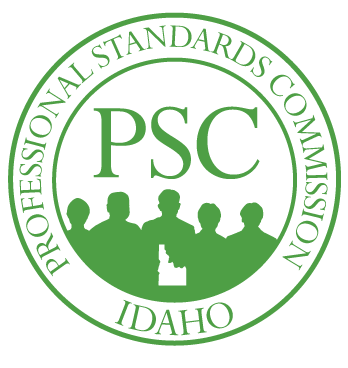 PROFESSIONAL STANDARDS COMMISSION
PSC
IDAHO